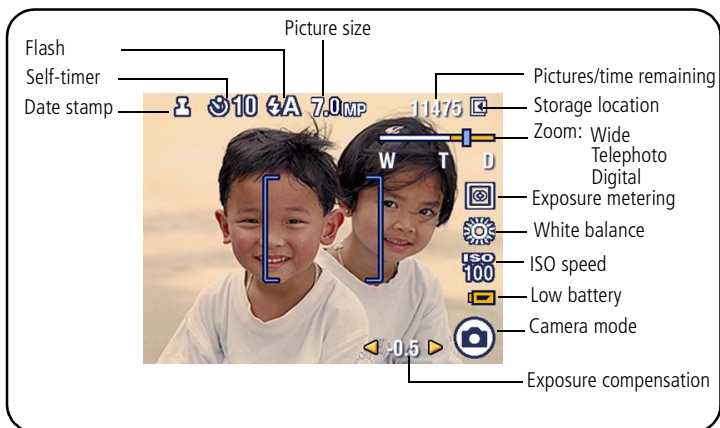 Picture size
Flash
Self-timer
Date stamp
Pictures/time remaining
Storage location
Zoom: Wide
Telephoto
Digital
Exposure metering
White balance
ISO speed
Low battery
Camera mode
Exposure compensation
10 A 7.0MP 11475
W T D
ISO
100
-0.5